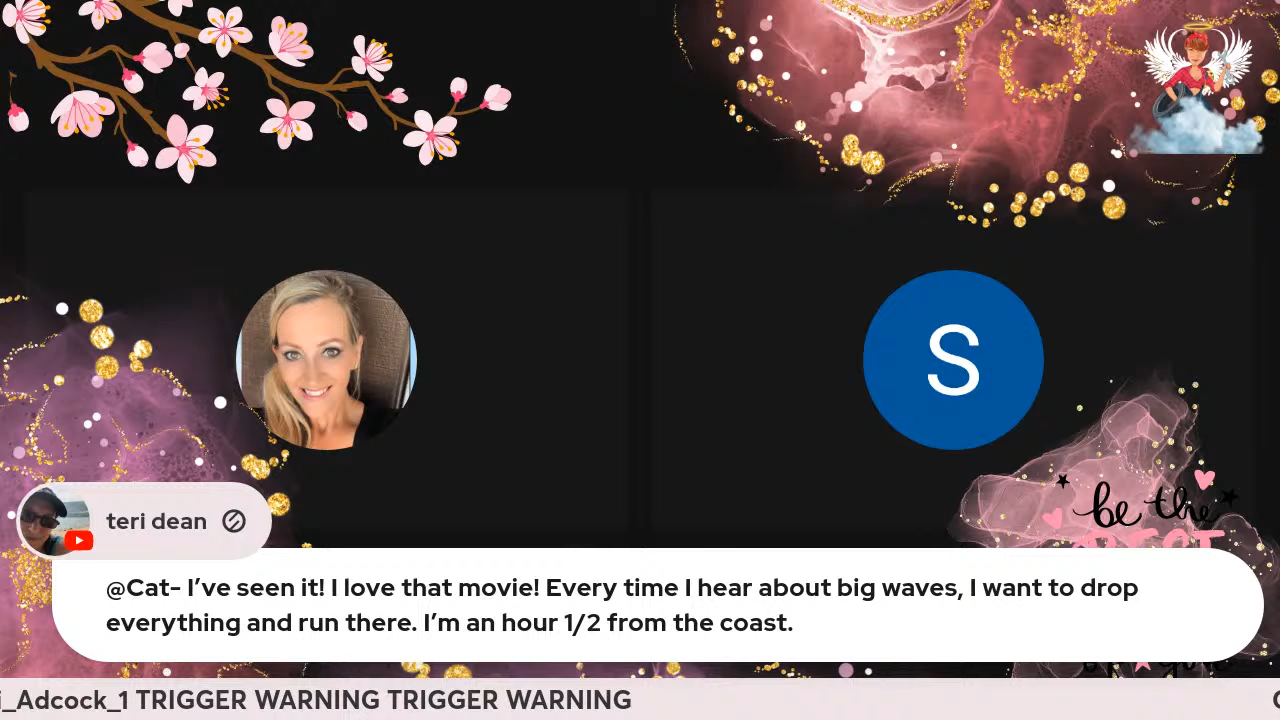 S
be the
teri dean
@Cat- I’ve seen it! I love that movie! Every time I hear about big waves, I want to drop
everything and run there. I’m an hour 1/2 from the coast.
i_Adcock_1 TRIGGER WARNING TRIGGER WARNING